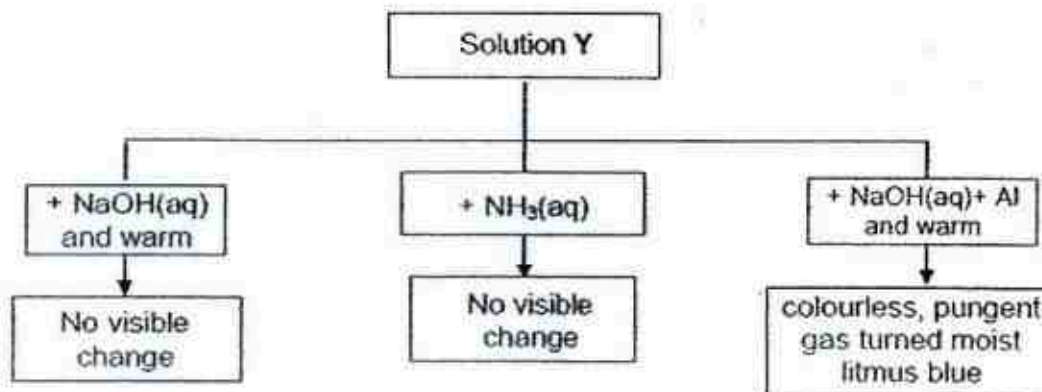 Solution Y
+ NaOH(aq)
and warm
+ NH₃(aq)
+ NaOH(aq)+ Al
and warm
No visible
change
No visible
change
colourless, pungent
gas turned moist
litmus blue